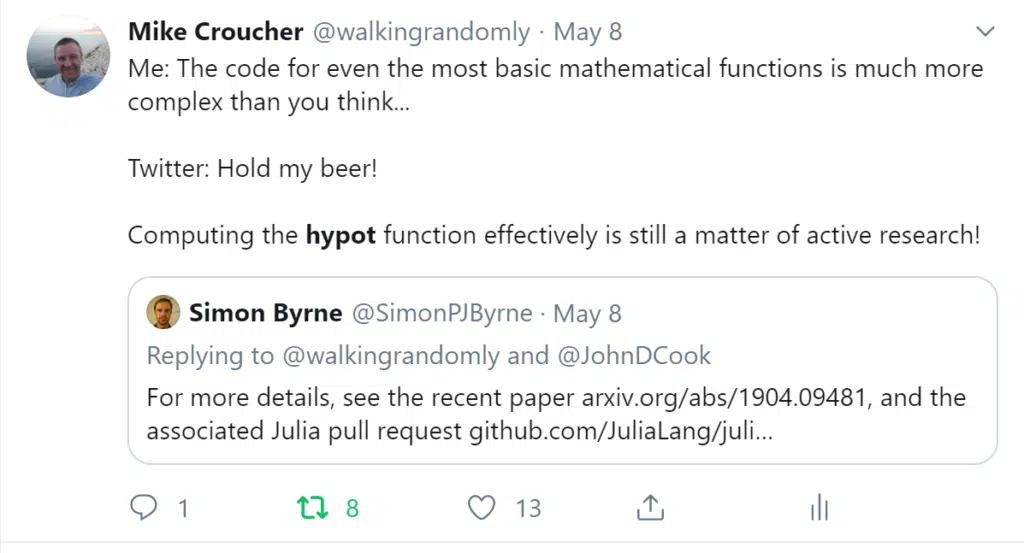 Mike Croucher @walkingrandomly · May 8
Me: The code for even the most basic mathematical functions is much more
complex than you think...
Twitter: Hold my beer!
Computing the hypot function effectively is still a matter of active research!
Simon Byrne @SimonPJByrne · May 8
Replying to @walkingrandomly and @JohnDCook
For more details, see the recent paper arxiv.org/abs/1904.09481, and the
associated Julia pull request github.com/JuliaLang/juli...
1 8 13